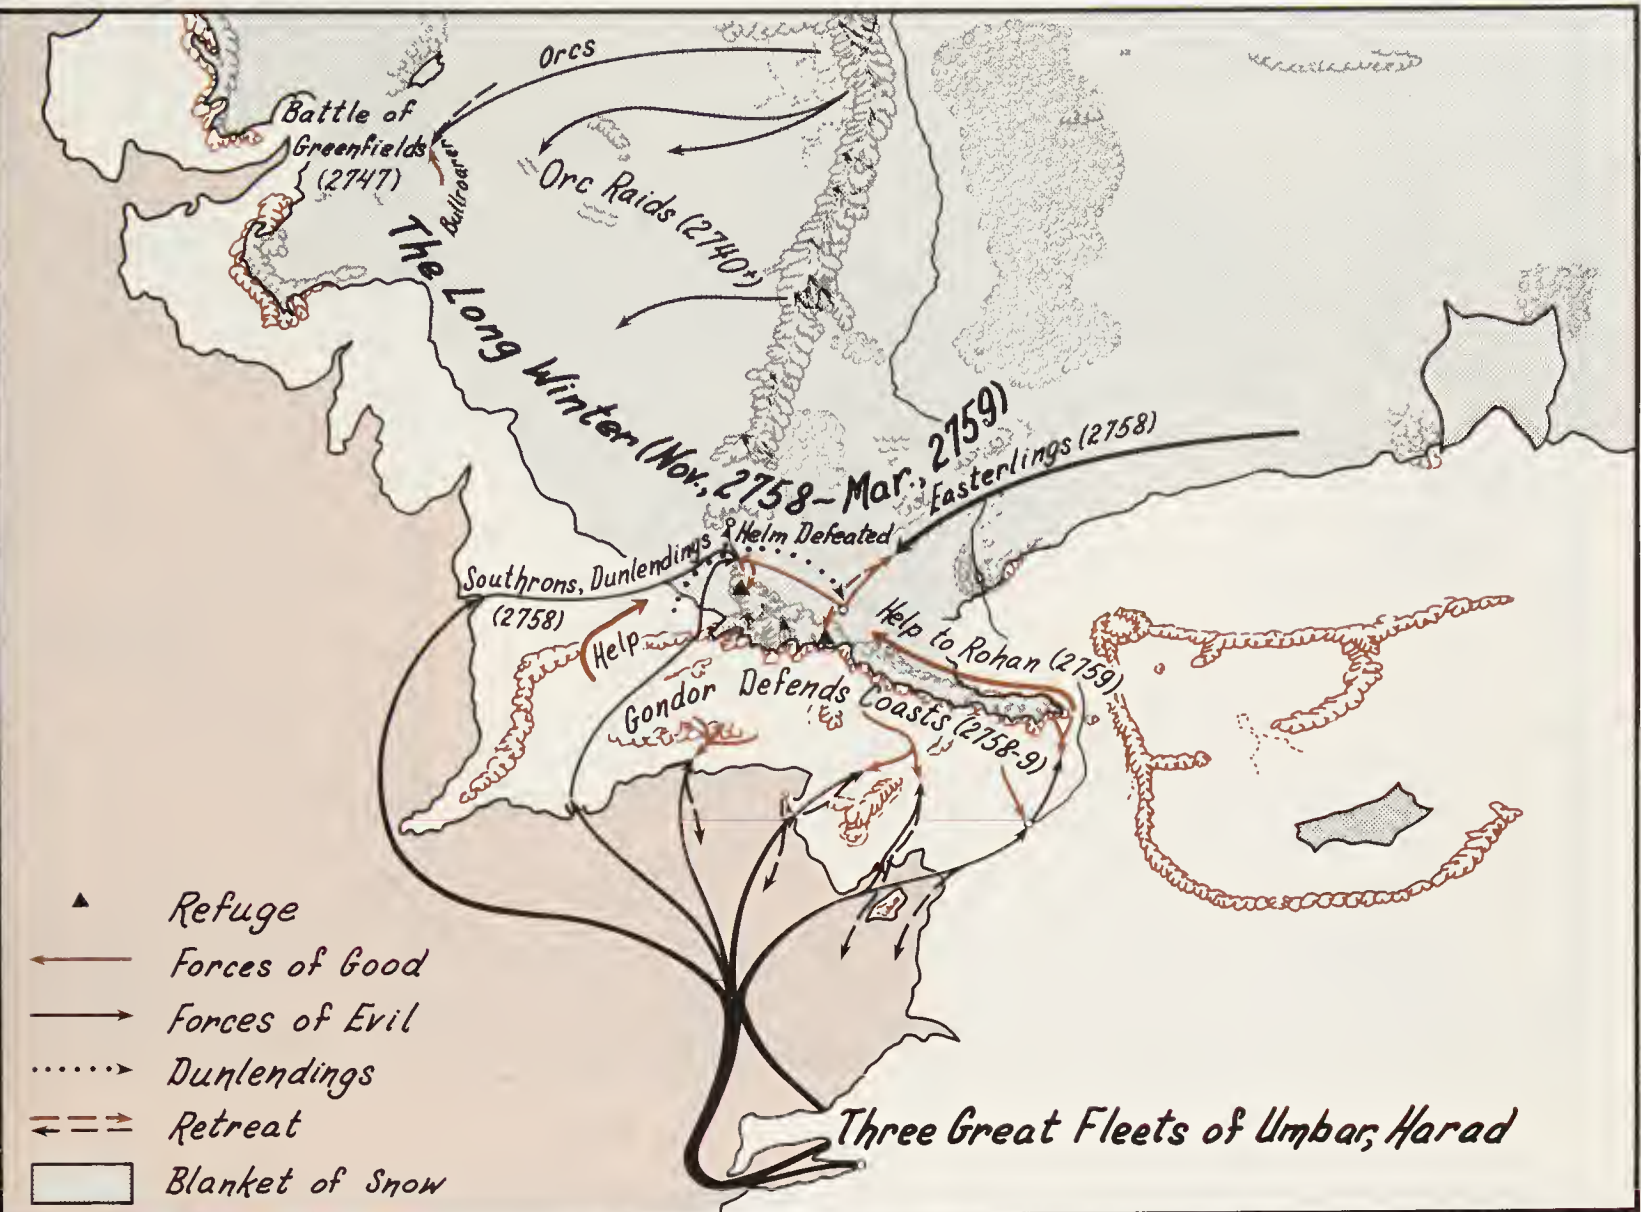 Orcs
Battle of
Greenfields
(2747)
Bullroarer
Orc Raids (2740+)
The Long Winter (Nov., 2758 - Mar., 2759)
Easterlings (2758)
Helm Defeated
Southrons, Dunlendings
(2758)
Help
Help to Rohan (2759)
Gondor Defends Coasts (2758-9)
Refuge
Forces of Good
Forces of Evil
Dunlendings
Retreat
Blanket of Snow
Three Great Fleets of Umbar, Harad